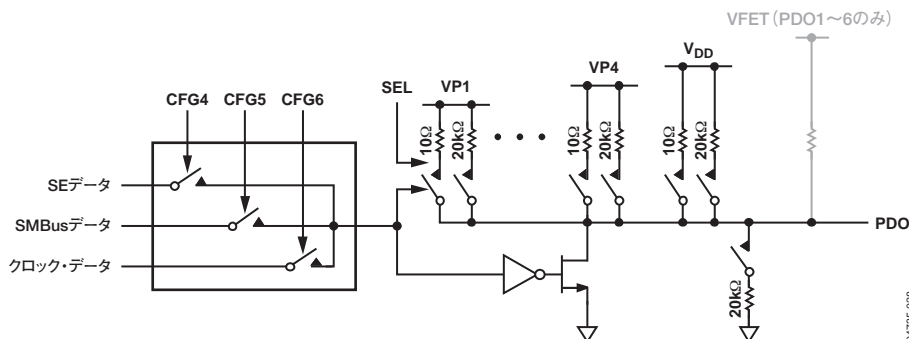 VFET (PDO1～6のみ)
VDD
VP4
SEL
VP1
CFG4 CFG5 CFG6
10Ω
20kΩ
10Ω
20kΩ
10Ω
20kΩ
SEデータ
SMBusデータ
クロック・データ
PDO
20kΩ